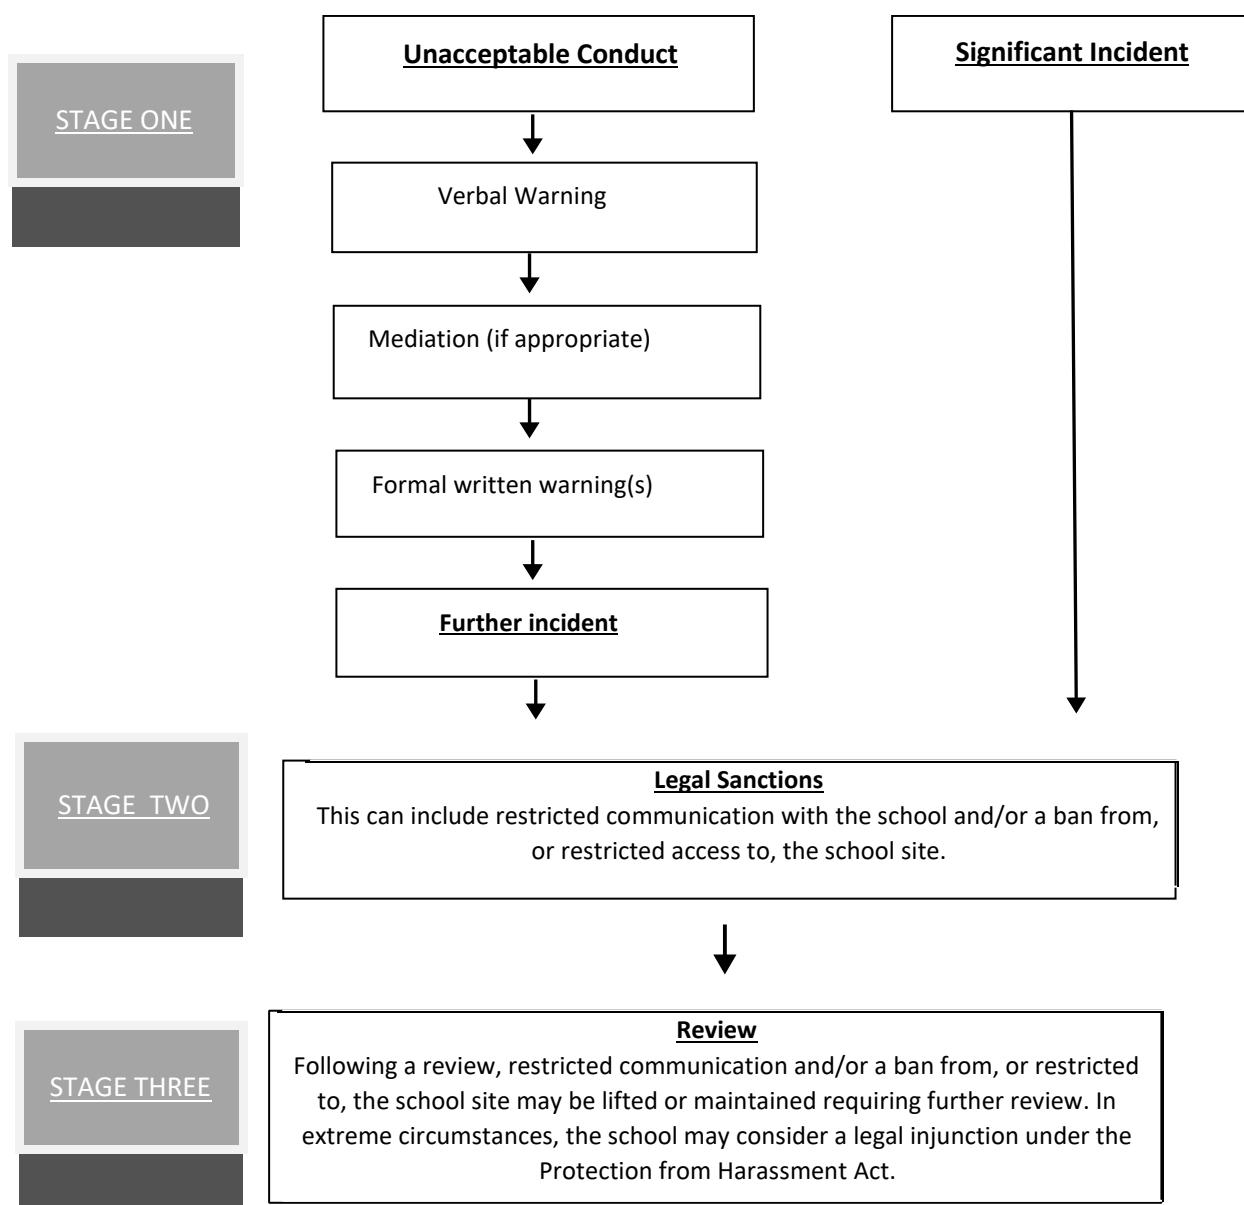 Unacceptable Conduct
Significant Incident
STAGE ONE
Verbal Warning
Mediation (if appropriate)
Formal written warning(s)
Further incident
STAGE  TWO
Legal Sanctions
This can include restricted communication with the school and/or a ban from,
or restricted access to, the school site.
STAGE THREE
Review
Following a review, restricted communication and/or a ban from, or restricted
to, the school site may be lifted or maintained requiring further review. In
extreme circumstances, the school may consider a legal injunction under the
Protection from Harassment Act.